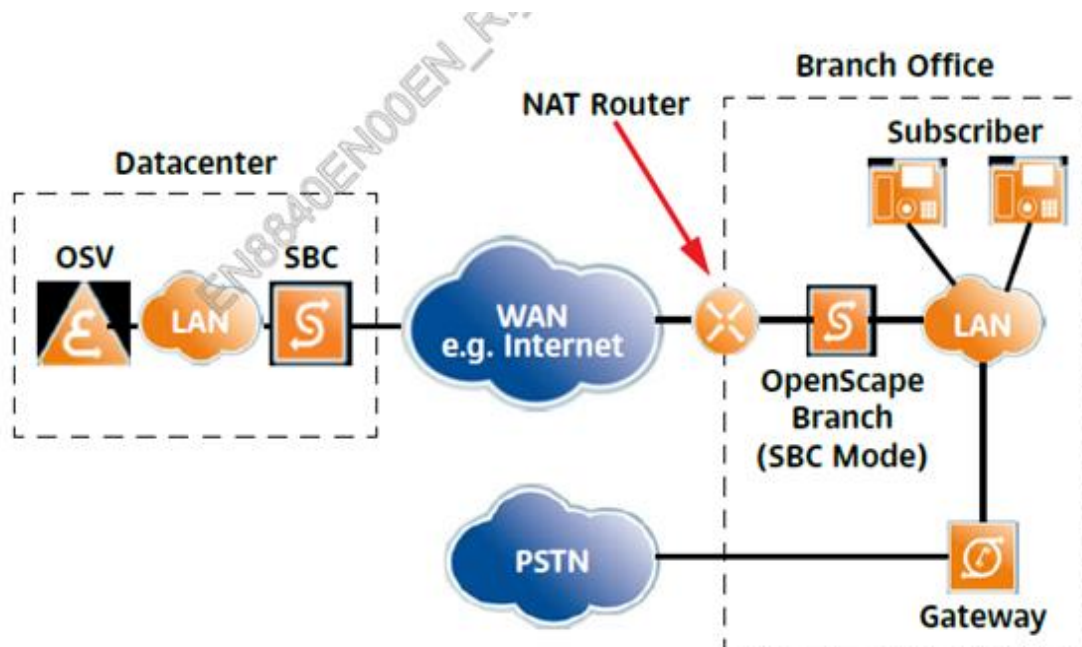 Branch Office
NAT Router
Subscriber
Datacenter
OSV
SBC
LAN
WAN
e.g. Internet
LAN
OpenScape
Branch
(SBC Mode)
PSTN
Gateway